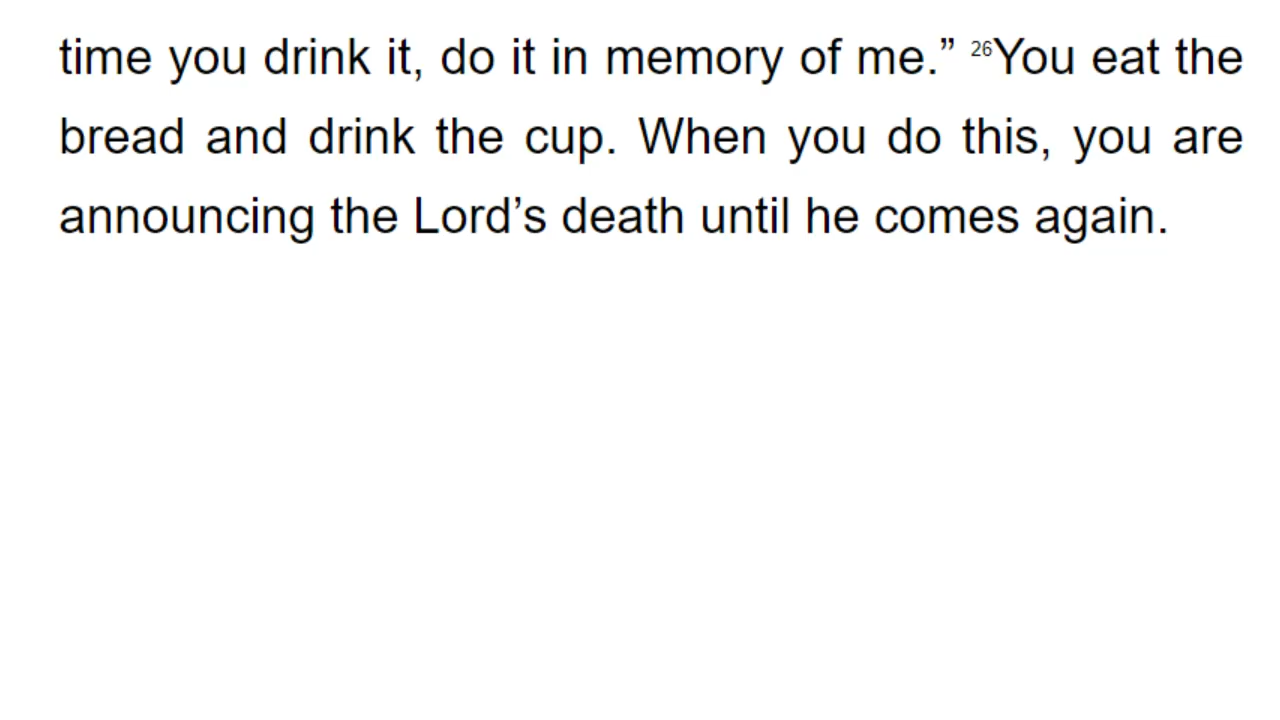 time you drink it, do it in memory of me.” 26You eat the
bread and drink the cup. When you do this, you are
announcing the Lord’s death until he comes again.